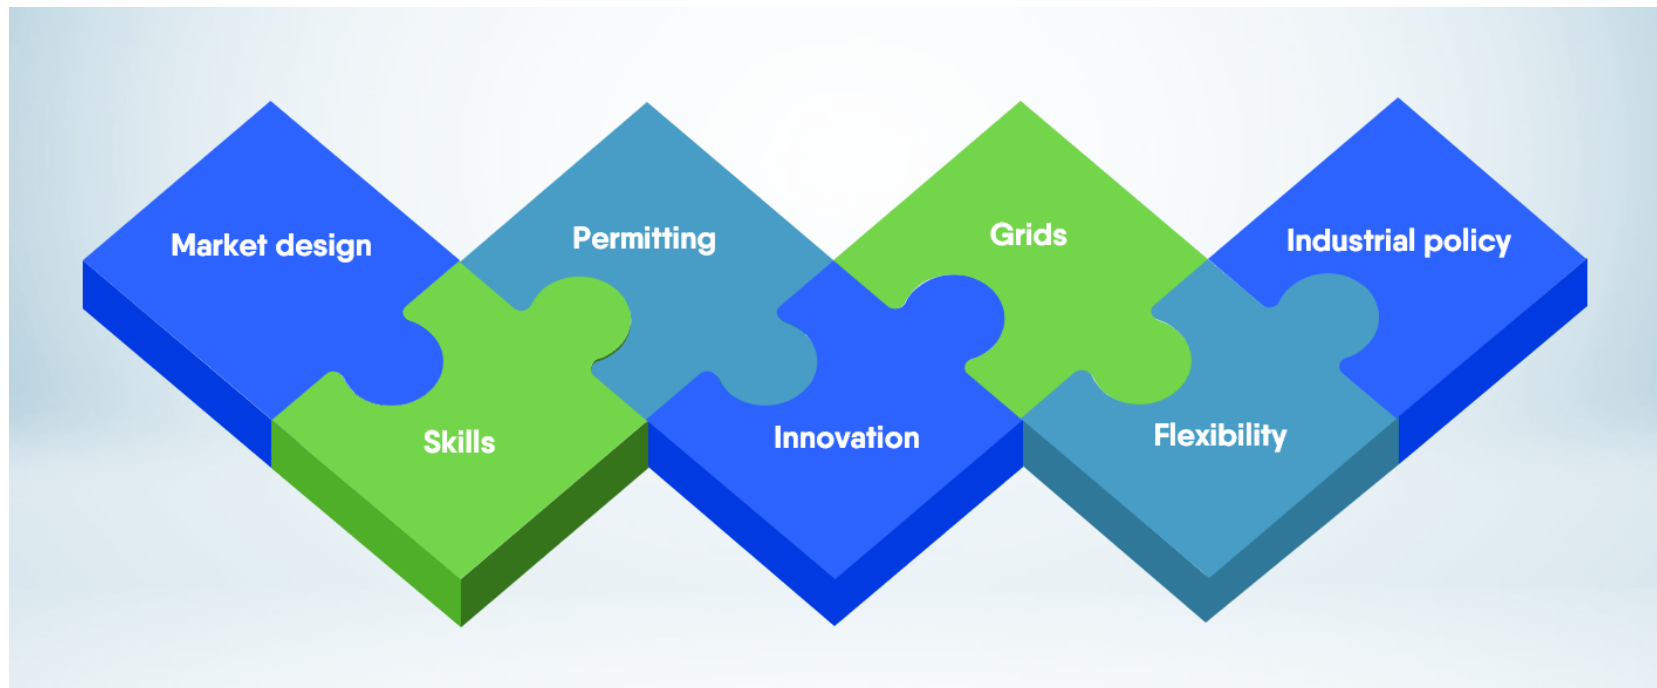 Market design
Permitting
Grids
Industrial policy
Skills
Innovation
Flexibility